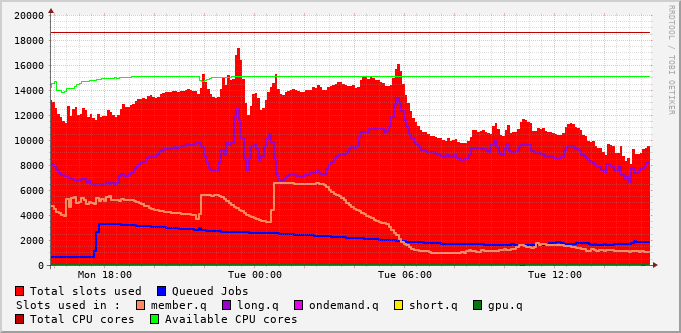 20000
18000
16000
14000
12000
10000
8000
6000
4000
2000
0
Mon 18:00 Tue 00:00 Tue 06:00 Tue 12:00
RRDTOOL / TOBI OETIKER
Total slots used Queued Jobs
Slots used in : member.q long.q ondemand.q short.q gpu.q
Total CPU cores Available CPU cores